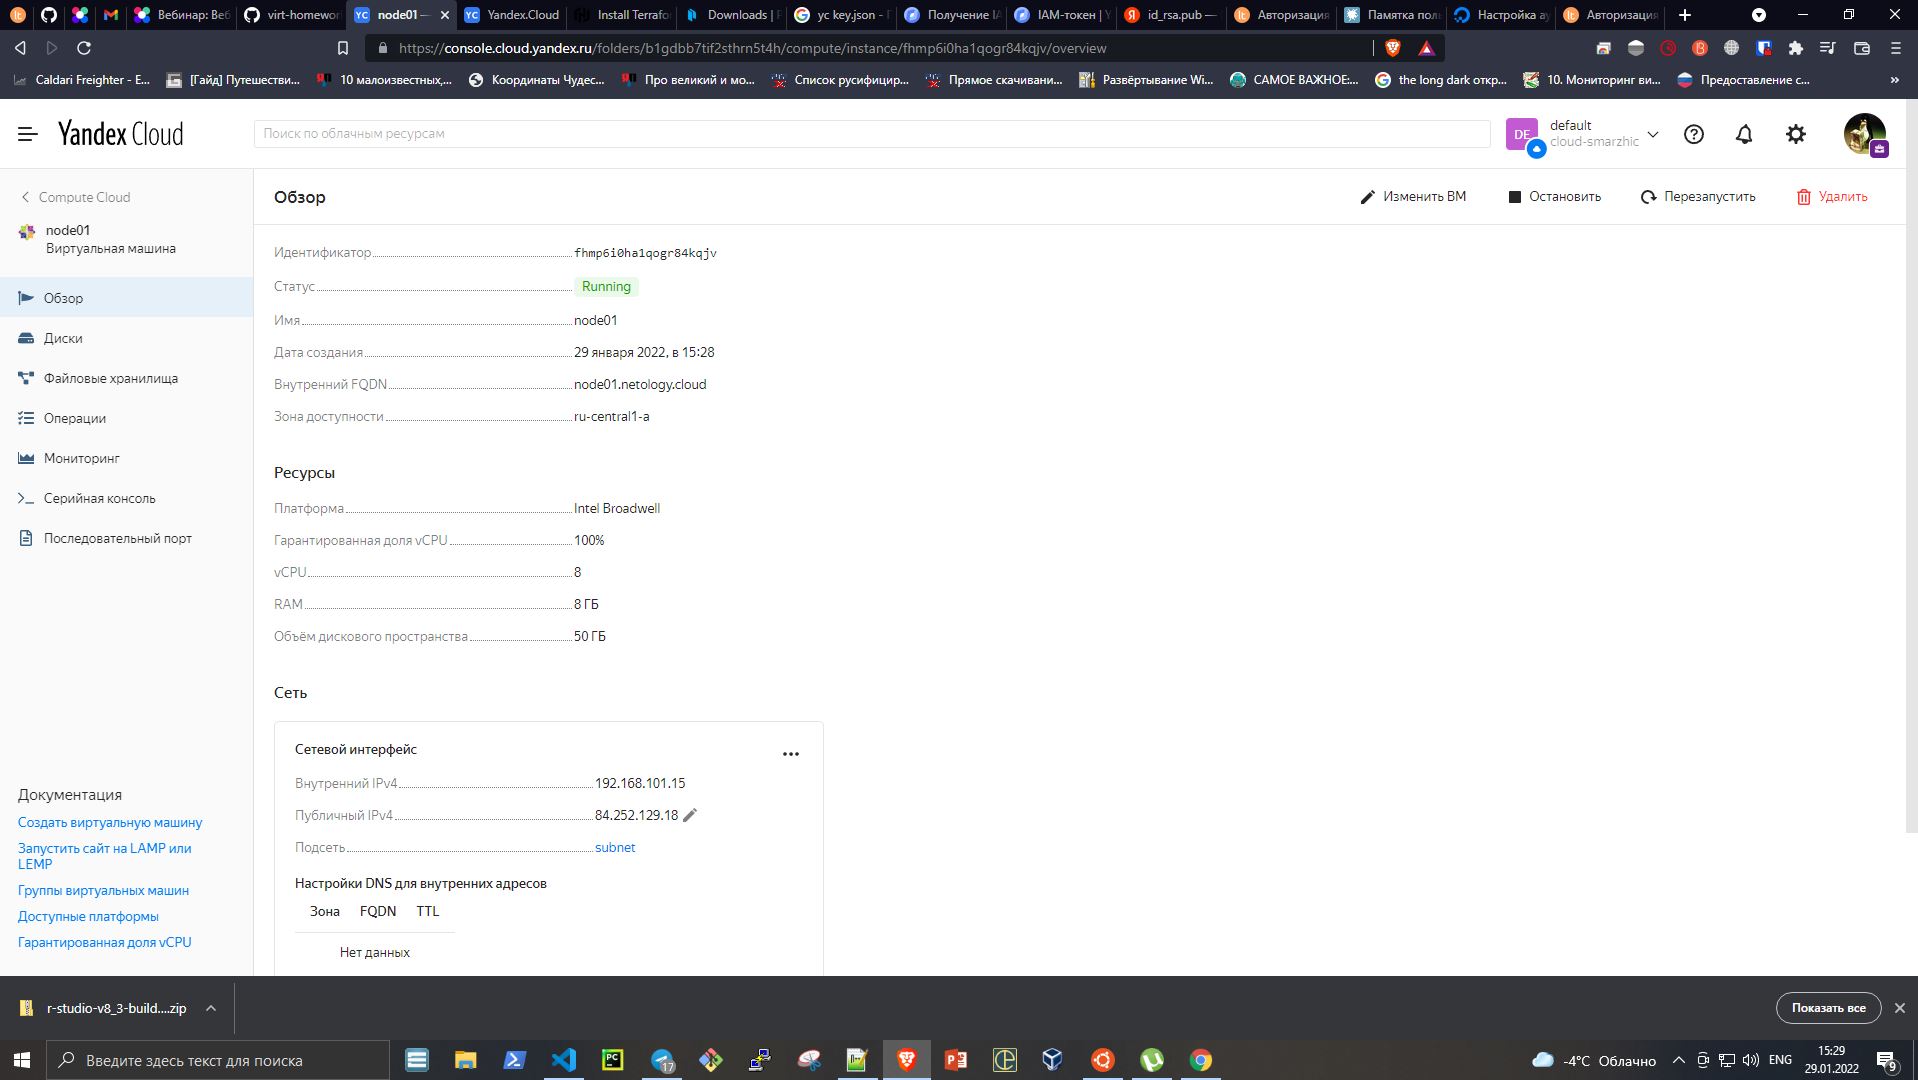 Вебинар: Веб
virt-homewor
node01 —
Yandex.Cloud
Install Terrafo
Downloads | P
yc key.json - П
Получение IA
IAM-токен | Y
id_rsa.pub —
Авторизация
Памятка поль
Настройка ау
Авторизация
https://console.cloud.yandex.ru/folders/b1gdbb7tif2sthrn5t4h/compute/instance/fhmp6i0ha1qogr84kqjv/overview
Caldari Freighter - E...
[Гайд] Путешестви...
10 малоизвестных,...
Координаты Чудес...
Про великий и мо...
Список русифицир...
Прямое скачивани...
Развёртывание Wi...
САМОЕ ВАЖНОЕ:...
the long dark откр...
10. Мониторинг ви...
Предоставление с...
»
Yandex Cloud
Поиск по облачным ресурсам
DE
default
cloud-smarzhic
Compute Cloud
node01
Виртуальная машина
Обзор
Диски
Файловые хранилища
Операции
Мониторинг
Серийная консоль
Последовательный порт
Документация
Создать виртуальную машину
Запустить сайт на LAMP или
LEMP
Группы виртуальных машин
Доступные платформы
Гарантированная доля vCPU
Обзор
Изменить ВМ
Остановить
Перезапустить
Удалить
Идентификатор fhmp6i0ha1qogr84kqjv
Статус Running
Имя node01
Дата создания 29 января 2022, в 15:28
Внутренний FQDN node01.netology.cloud
Зона доступности ru-central1-a
Ресурсы
Платформа Intel Broadwell
Гарантированная доля vCPU 100%
vCPU 8
RAM 8 ГБ
Объём дискового пространства 50 ГБ
Сеть
Сетевой интерфейс
Внутренний IPv4 192.168.101.15
Публичный IPv4 84.252.129.18
Подсеть subnet
Настройки DNS для внутренних адресов
Зона FQDN TTL
Нет данных
r-studio-v8_3-build....zip
Показать все
Введите здесь текст для поиска
17
-4°C Облачно
ENG
15:29
29.01.2022
9